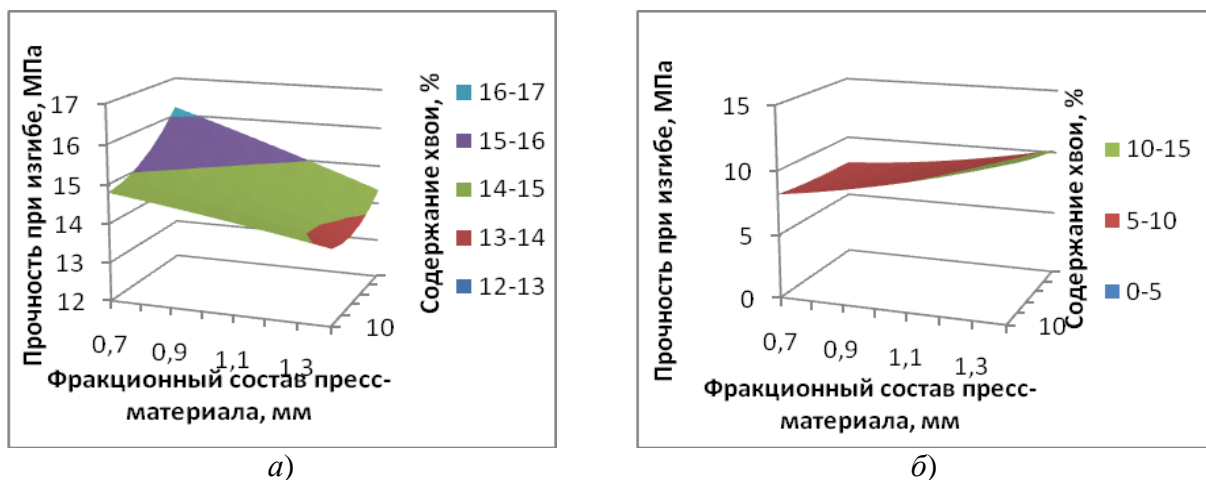 Прочность при изгибе, МПа
17
16
15
14
13
12
0,7
0,9
1,1
1,3
10
Фракционный состав пресс-
материала, мм
Содержание хвои, %
16-17
15-16
14-15
13-14
12-13
а)
Прочность при изгибе, МПа
15
10
5
0
0,7
0,9
1,1
1,3
10
Фракционный состав пресс-
материала, мм
Содержание хвои, %
10-15
5-10
0-5
б)